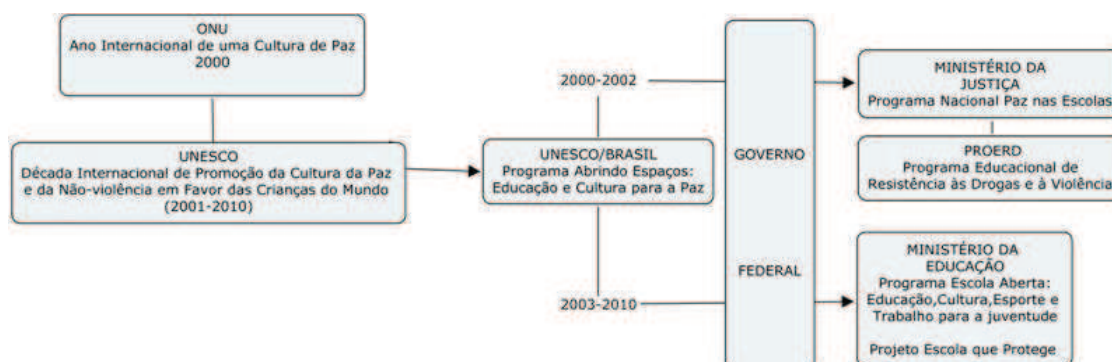 ONU
Ano Internacional de uma Cultura de Paz
2000
UNESCO
Década Internacional de Promoção da Cultura da Paz
e da Não-violência em Favor das Crianças do Mundo
(2001-2010)
2000-2002
UNESCO/BRASIL
Programa Abrindo Espaços:
Educação e Cultura para a Paz
2003-2010
GOVERNO
FEDERAL
MINISTÉRIO DA
JUSTIÇA
Programa Nacional Paz nas Escolas
PROERD
Programa Educacional de
Resistência às Drogas e à Violência
MINISTÉRIO DA
EDUCAÇÃO
Programa Escola Aberta:
Educação,Cultura,Esporte e
Trabalho para a juventude
Projeto Escola que Protege